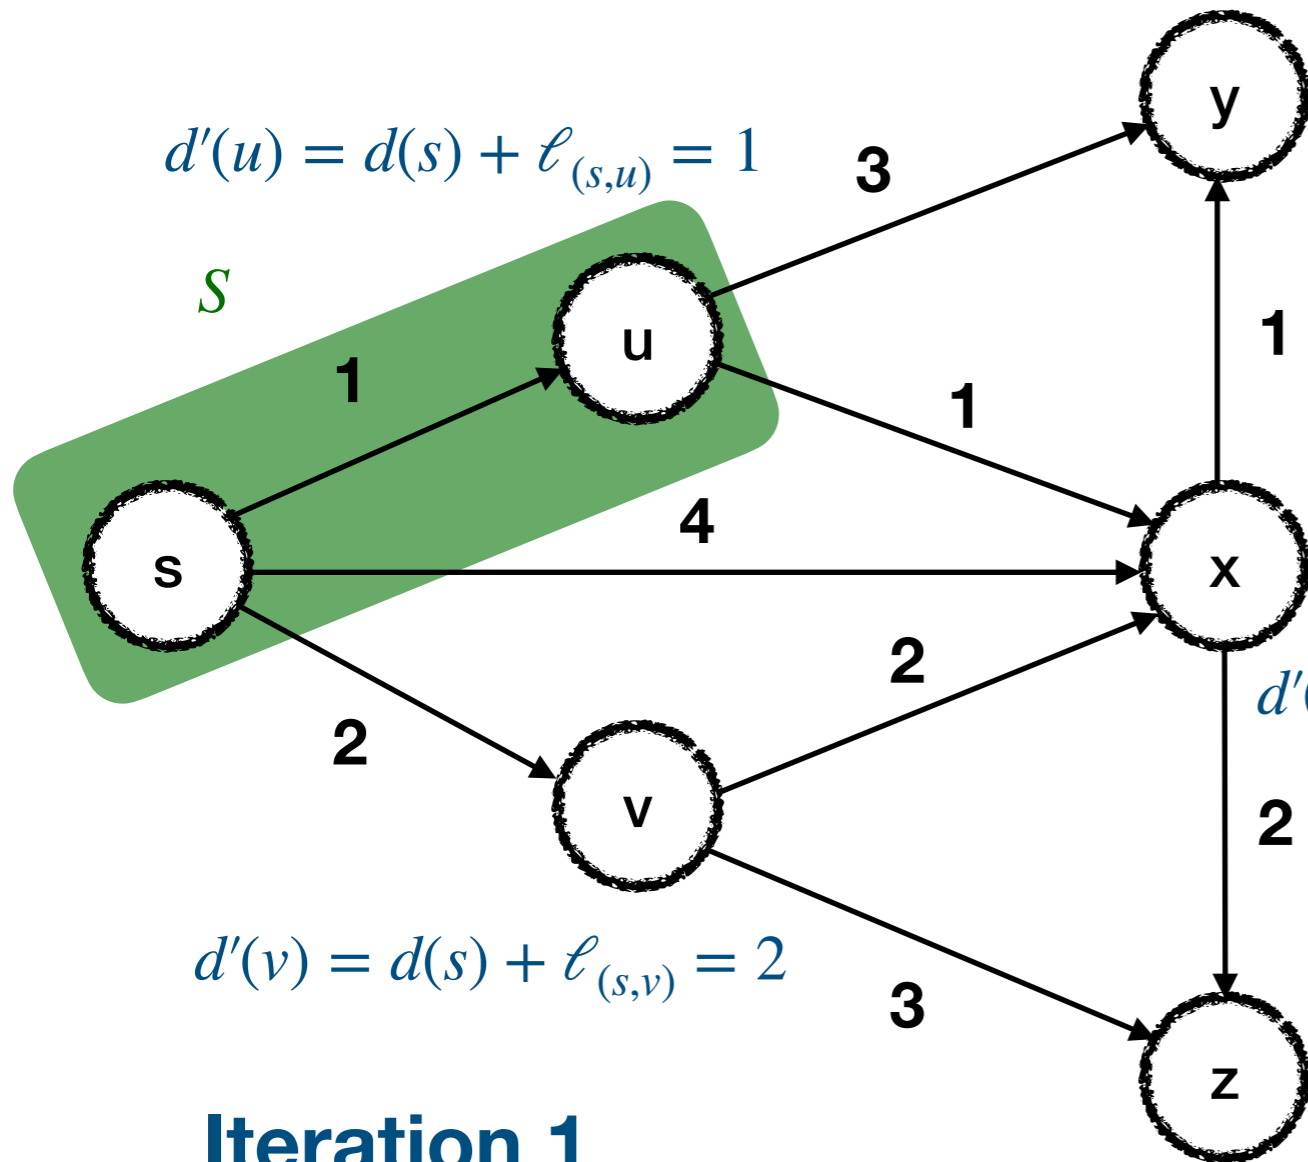 y
d′(u) = d(s) + ℓ(s,u) = 1
3
S
u
1
1
1
4
s
x
2
d′(
2
v
2
d′(v) = d(s) + ℓ(s,v) = 2
3
z
Iteration 1